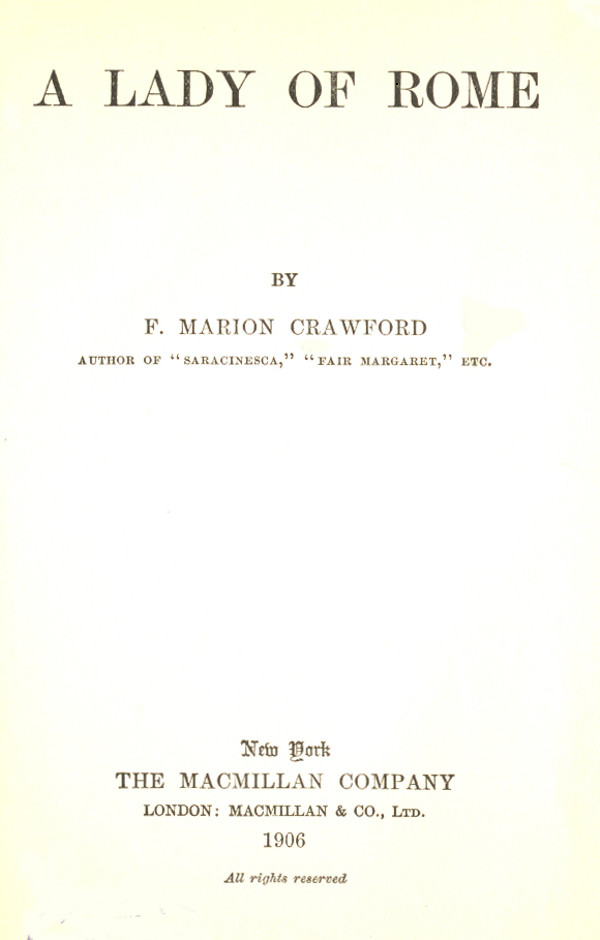 A LADY OF ROME
BY
F. MARION CRAWFORD
AUTHOR OF “SARACINESCA,” “FAIR MARGARET,” ETC.
New York
THE MACMILLAN COMPANY
LONDON: MACMILLAN & CO., LTD.
1906
All rights reserved